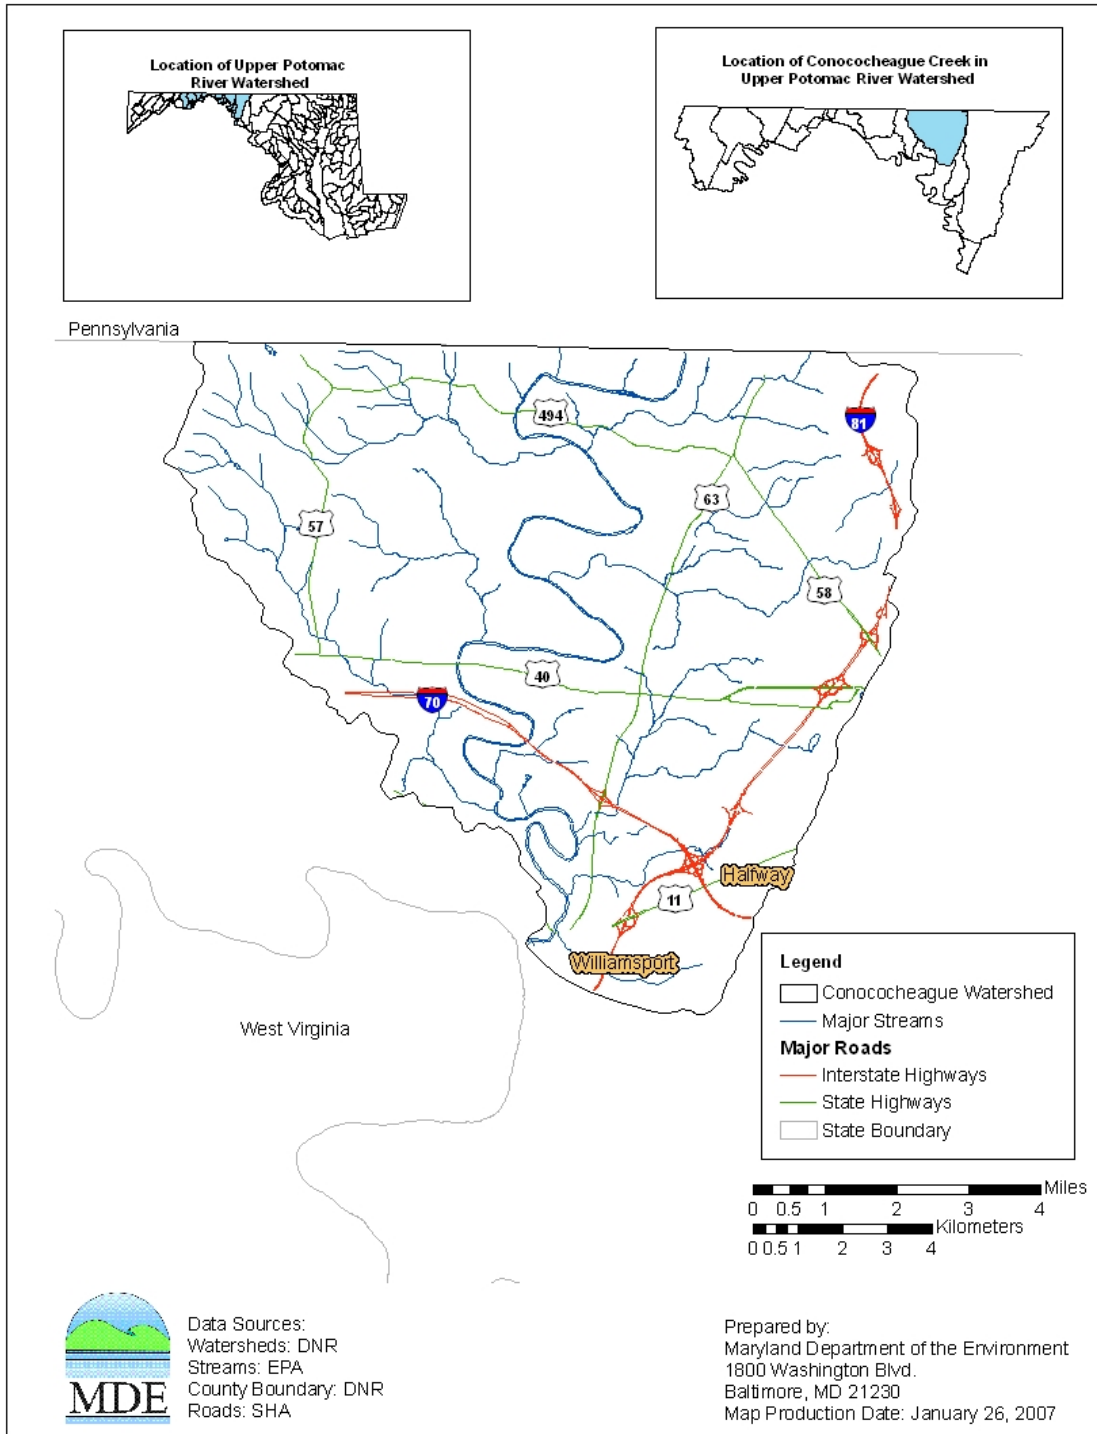 Location of Upper Potomac
River Watershed
Location of Conococheague Creek in
Upper Potomac River Watershed
Pennsylvania
494
81
63
57
58
40
70
Halfway
11
Williamsport
West Virginia
Legend
Conococheague Watershed
Major Streams
Major Roads
Interstate Highways
State Highways
State Boundary
Miles
0 0.5 1 2 3 4
Kilometers
0 0.5 1 2 3 4
MDE
Data Sources:
Watersheds: DNR
Streams: EPA
County Boundary: DNR
Roads: SHA
Prepared by:
Maryland Department of the Environment
1800 Washington Blvd.
Baltimore, MD 21230
Map Production Date: January 26, 2007